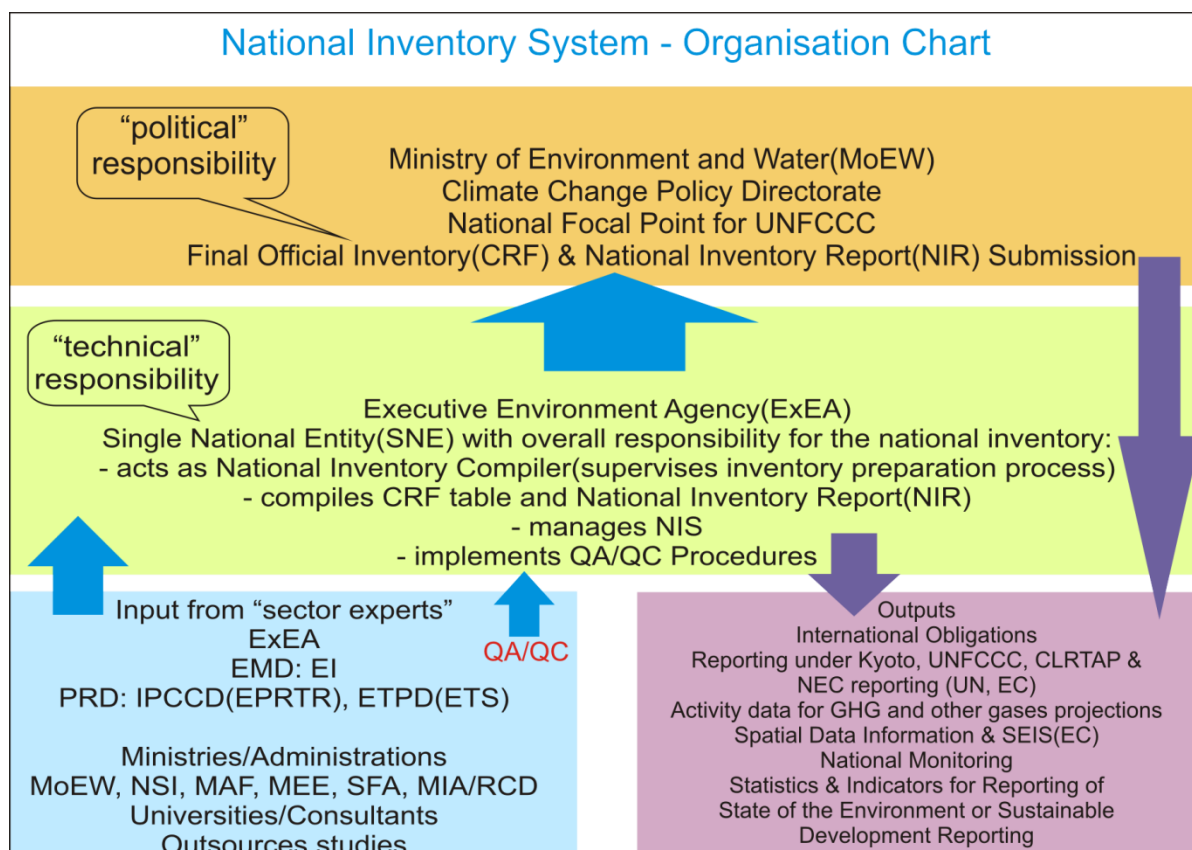 National Inventory System - Organisation Chart
“political”
responsibility
Ministry of Environment and Water(MoEW)
Climate Change Policy Directorate
National Focal Point for UNFCCC
Final Official Inventory(CRF) & National Inventory Report(NIR) Submission
“technical”
responsibility
Executive Environment Agency(ExEA)
Single National Entity(SNE) with overall responsibility for the national inventory:
- acts as National Inventory Compiler(supervises inventory preparation process)
- compiles CRF table and National Inventory Report(NIR)
- manages NIS
- implements QA/QC Procedures
Input from “sector experts”
ExEA
EMD: EI
PRD: IPCCD(EPRTR), ETPD(ETS)
QA/QC
Ministries/Administrations
MoEW, NSI, MAF, MEE, SFA, MIA/RCD
Universities/Consultants
Outsources studies
Outputs
International Obligations
Reporting under Kyoto, UNFCCC, CLRTAP &
NEC reporting (UN, EC)
Activity data for GHG and other gases projections
Spatial Data Information & SEIS(EC)
National Monitoring
Statistics & Indicators for Reporting of
State of the Environment or Sustainable
Development Reporting